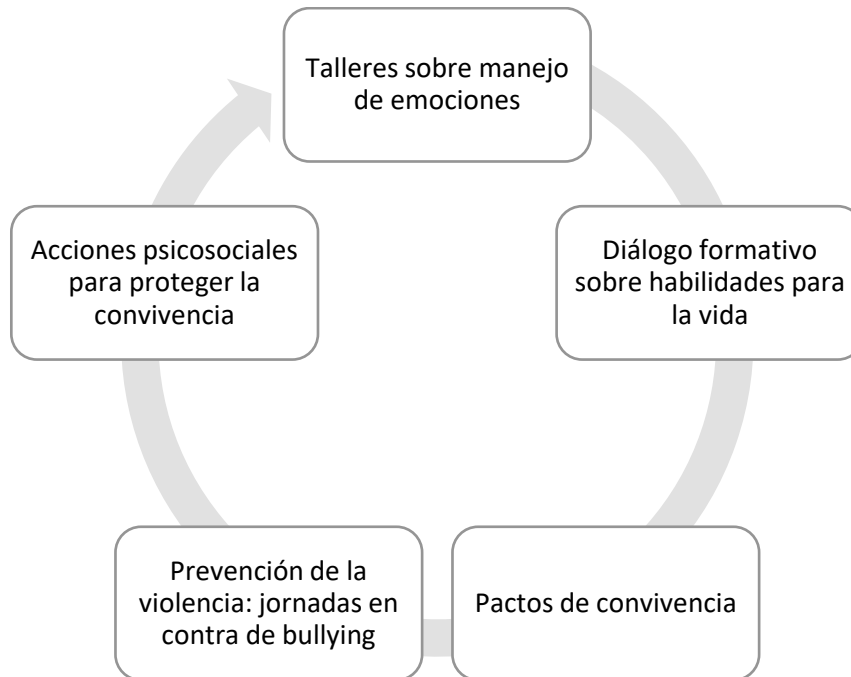 Talleres sobre manejo
de emociones
Diálogo formativo
sobre habilidades para
la vida
Pactos de convivencia
Prevención de la
violencia: jornadas en
contra de bullying
Acciones psicosociales
para proteger la
convivencia